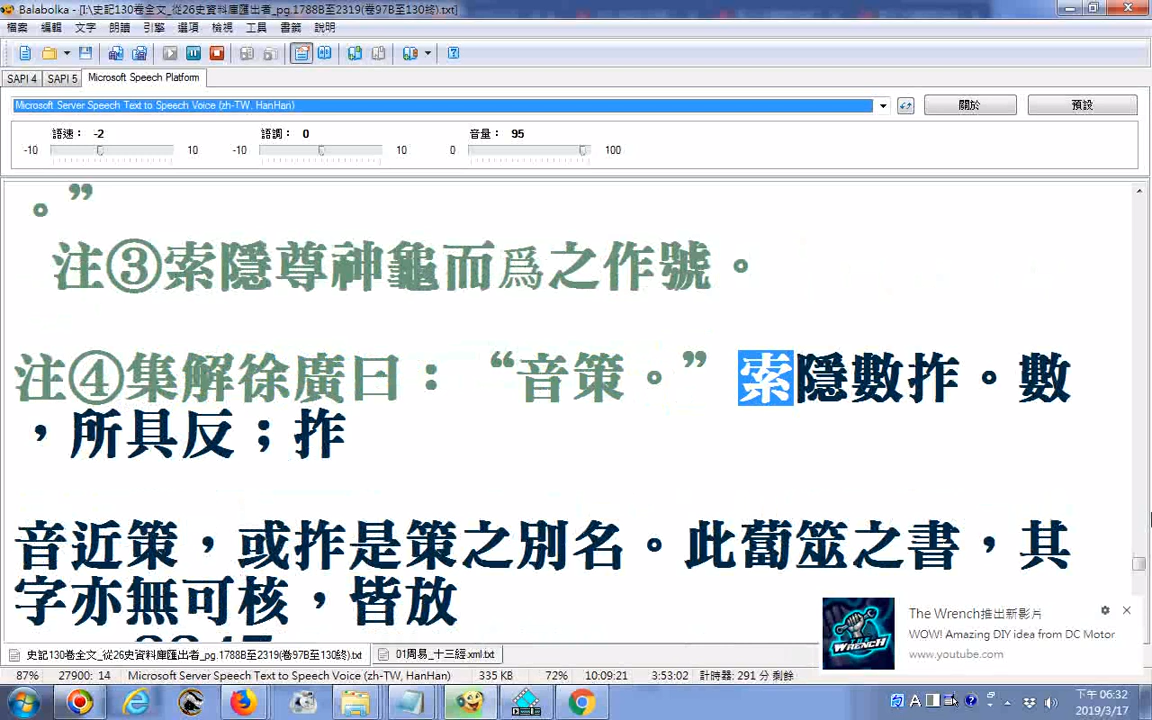 Balabolka - [I:\史記130卷全文_從26史資料庫匯出者_pg.1788B至2319(卷97B至130終).txt]
檔案 編輯 文字 朗讀 引擎 選項 檢視 工具 書籤 說明
SAPI 4 SAPI 5 Microsoft Speech Platform
Microsoft Server Speech Text to Speech Voice (zh-TW, HanHan) 關於 預設
語速： -2 語調： 0 音量： 95
-10 10 -10 10 0 100
。”
注③索隱尊神龜而爲之作號。
注④集解徐廣曰：“音策。” 索隱數拃。數
，所具反；拃
音近策，或拃是策之別名。此蔔筮之書，其
字亦無可核，皆放
The Wrench推出新影片
WOW! Amazing DIY idea from DC Motor
www.youtube.com
THE WRENCH
史記130卷全文_從26史資料庫匯出者_pg.1788B至2319(卷97B至130終).txt 01周易_十三經.xml.txt
87% 27900: 14 Microsoft Server Speech Text to Speech Voice (zh-TW, HanHan) 335 KB 72% 10:09:21 3:53:02 計時器: 291 分 剩餘
下午 06:32
2019/3/17